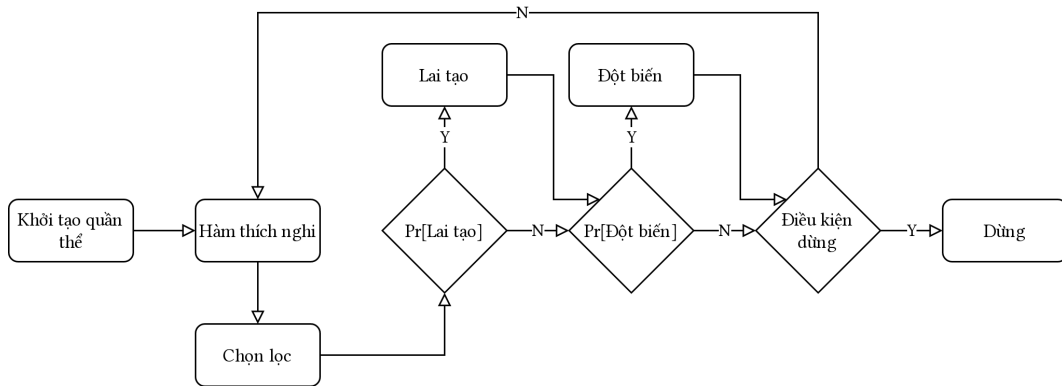 N
Lai tạo
Đột biến
Y
Y
Khởi tạo quần
thể
Hàm thích nghi
Pr[Lai tạo]
N
Pr[Đột biến]
N
Điều kiện
dừng
Y
Dừng
Chọn lọc